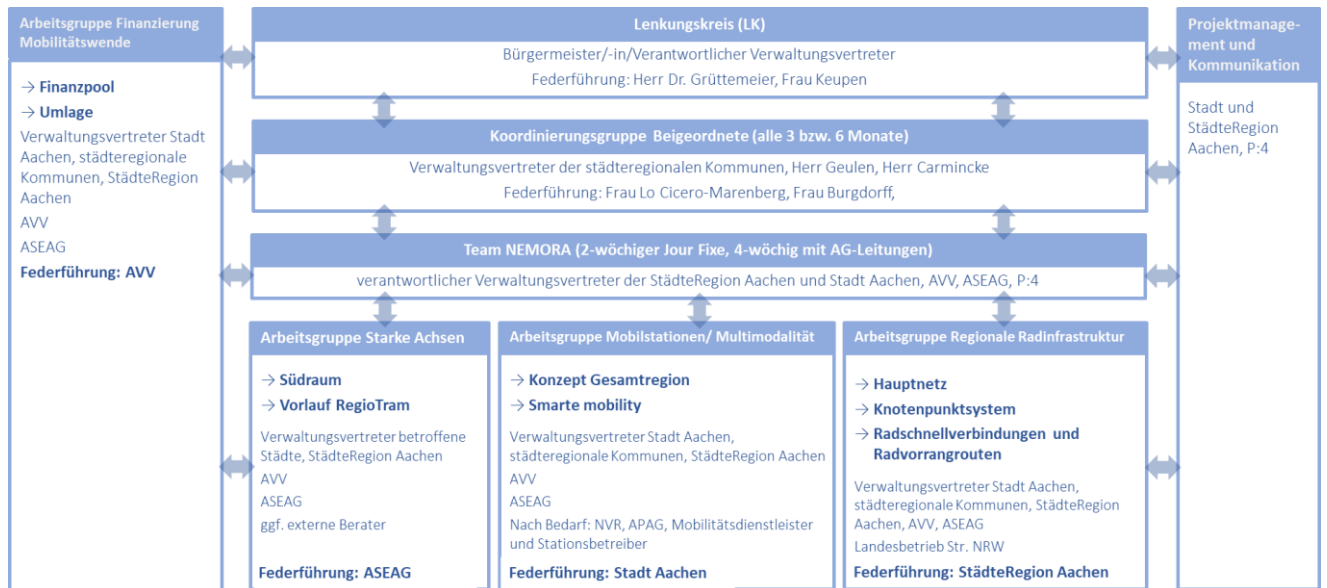 Arbeitsgruppe Finanzierung
Mobilitätswende
→ Finanzpool
→ Umlage
Verwaltungsvertreter Stadt
Aachen, städteregionale
Kommunen, StädteRegion
Aachen
AVV
ASEAG
Federführung: AVV
Lenkungskreis (LK)
Bürgermeister/-in/Verantwortlicher Verwaltungsvertreter
Federführung: Herr Dr. Grüttemeier, Frau Keupen
Koordinierungsgruppe Beigeordnete (alle 3 bzw. 6 Monate)
Verwaltungsvertreter der städteregionalen Kommunen, Herr Geulen, Herr Carmincke
Federführung: Frau Lo Cicero-Marenberg, Frau Burgdorff,
Team NEMORA (2-wöchiger Jour Fixe, 4-wöchig mit AG-Leitungen)
verantwortlicher Verwaltungsvertreter der StädteRegion Aachen und Stadt Aachen, AVV, ASEAG, P:4
Arbeitsgruppe Starke Achsen
→ Südraum
→ Vorlauf RegioTram
Verwaltungsvertreter betroffene
Städte, StädteRegion Aachen
AVV
ASEAG
ggf. externe Berater
Federführung: ASEAG
Arbeitsgruppe Mobilstationen/ Multimodalität
→ Konzept Gesamtregion
→ Smarte mobility
Verwaltungsvertreter Stadt Aachen,
städteregionale Kommunen, StädteRegion Aachen
AVV
ASEAG
Nach Bedarf: NVR, APAG, Mobilitätsdienstleister
und Stationsbetreiber
Federführung: Stadt Aachen
Arbeitsgruppe Regionale Radinfrastruktur
→ Hauptnetz
→ Knotenpunktsystem
→ Radschnellverbindungen und
Radvorrangrouten
Verwaltungsvertreter Stadt Aachen,
städteregionale Kommunen, StädteRegion
Aachen, AVV, ASEAG
Landesbetrieb Str. NRW
Federführung: StädteRegion Aachen
Projektmanage-
ment und
Kommunikation
Stadt und
StädteRegion
Aachen, P:4